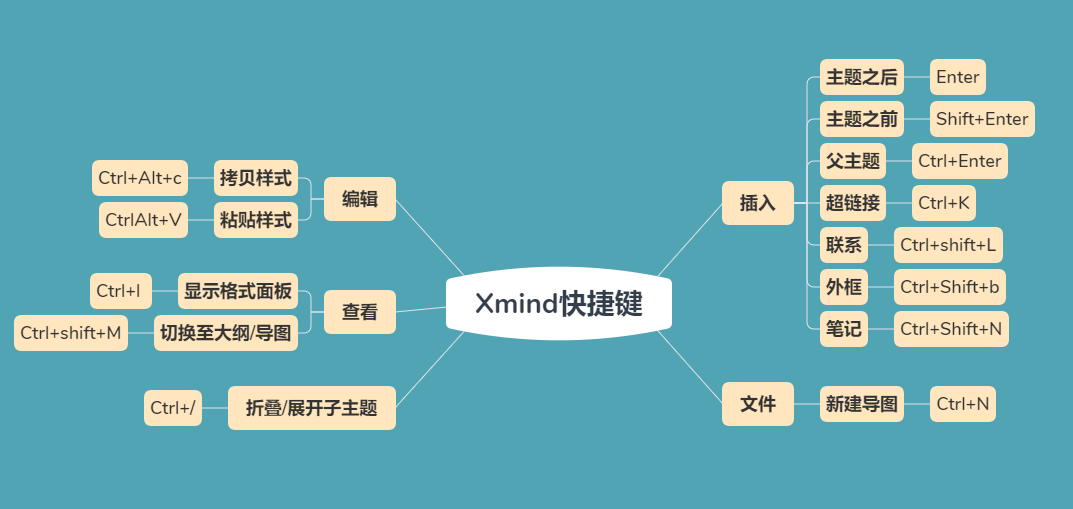 Xmind快捷键
插入
主题之后
Enter
主题之前
Shift+Enter
父主题
Ctrl+Enter
超链接
Ctrl+K
联系
Ctrl+shift+L
外框
Ctrl+Shift+b
笔记
Ctrl+Shift+N
文件
新建导图
Ctrl+N
编辑
拷贝样式
Ctrl+Alt+c
粘贴样式
CtrlAlt+V
查看
显示格式面板
Ctrl+I
切换至大纲/导图
Ctrl+shift+M
折叠/展开子主题
Ctrl+/